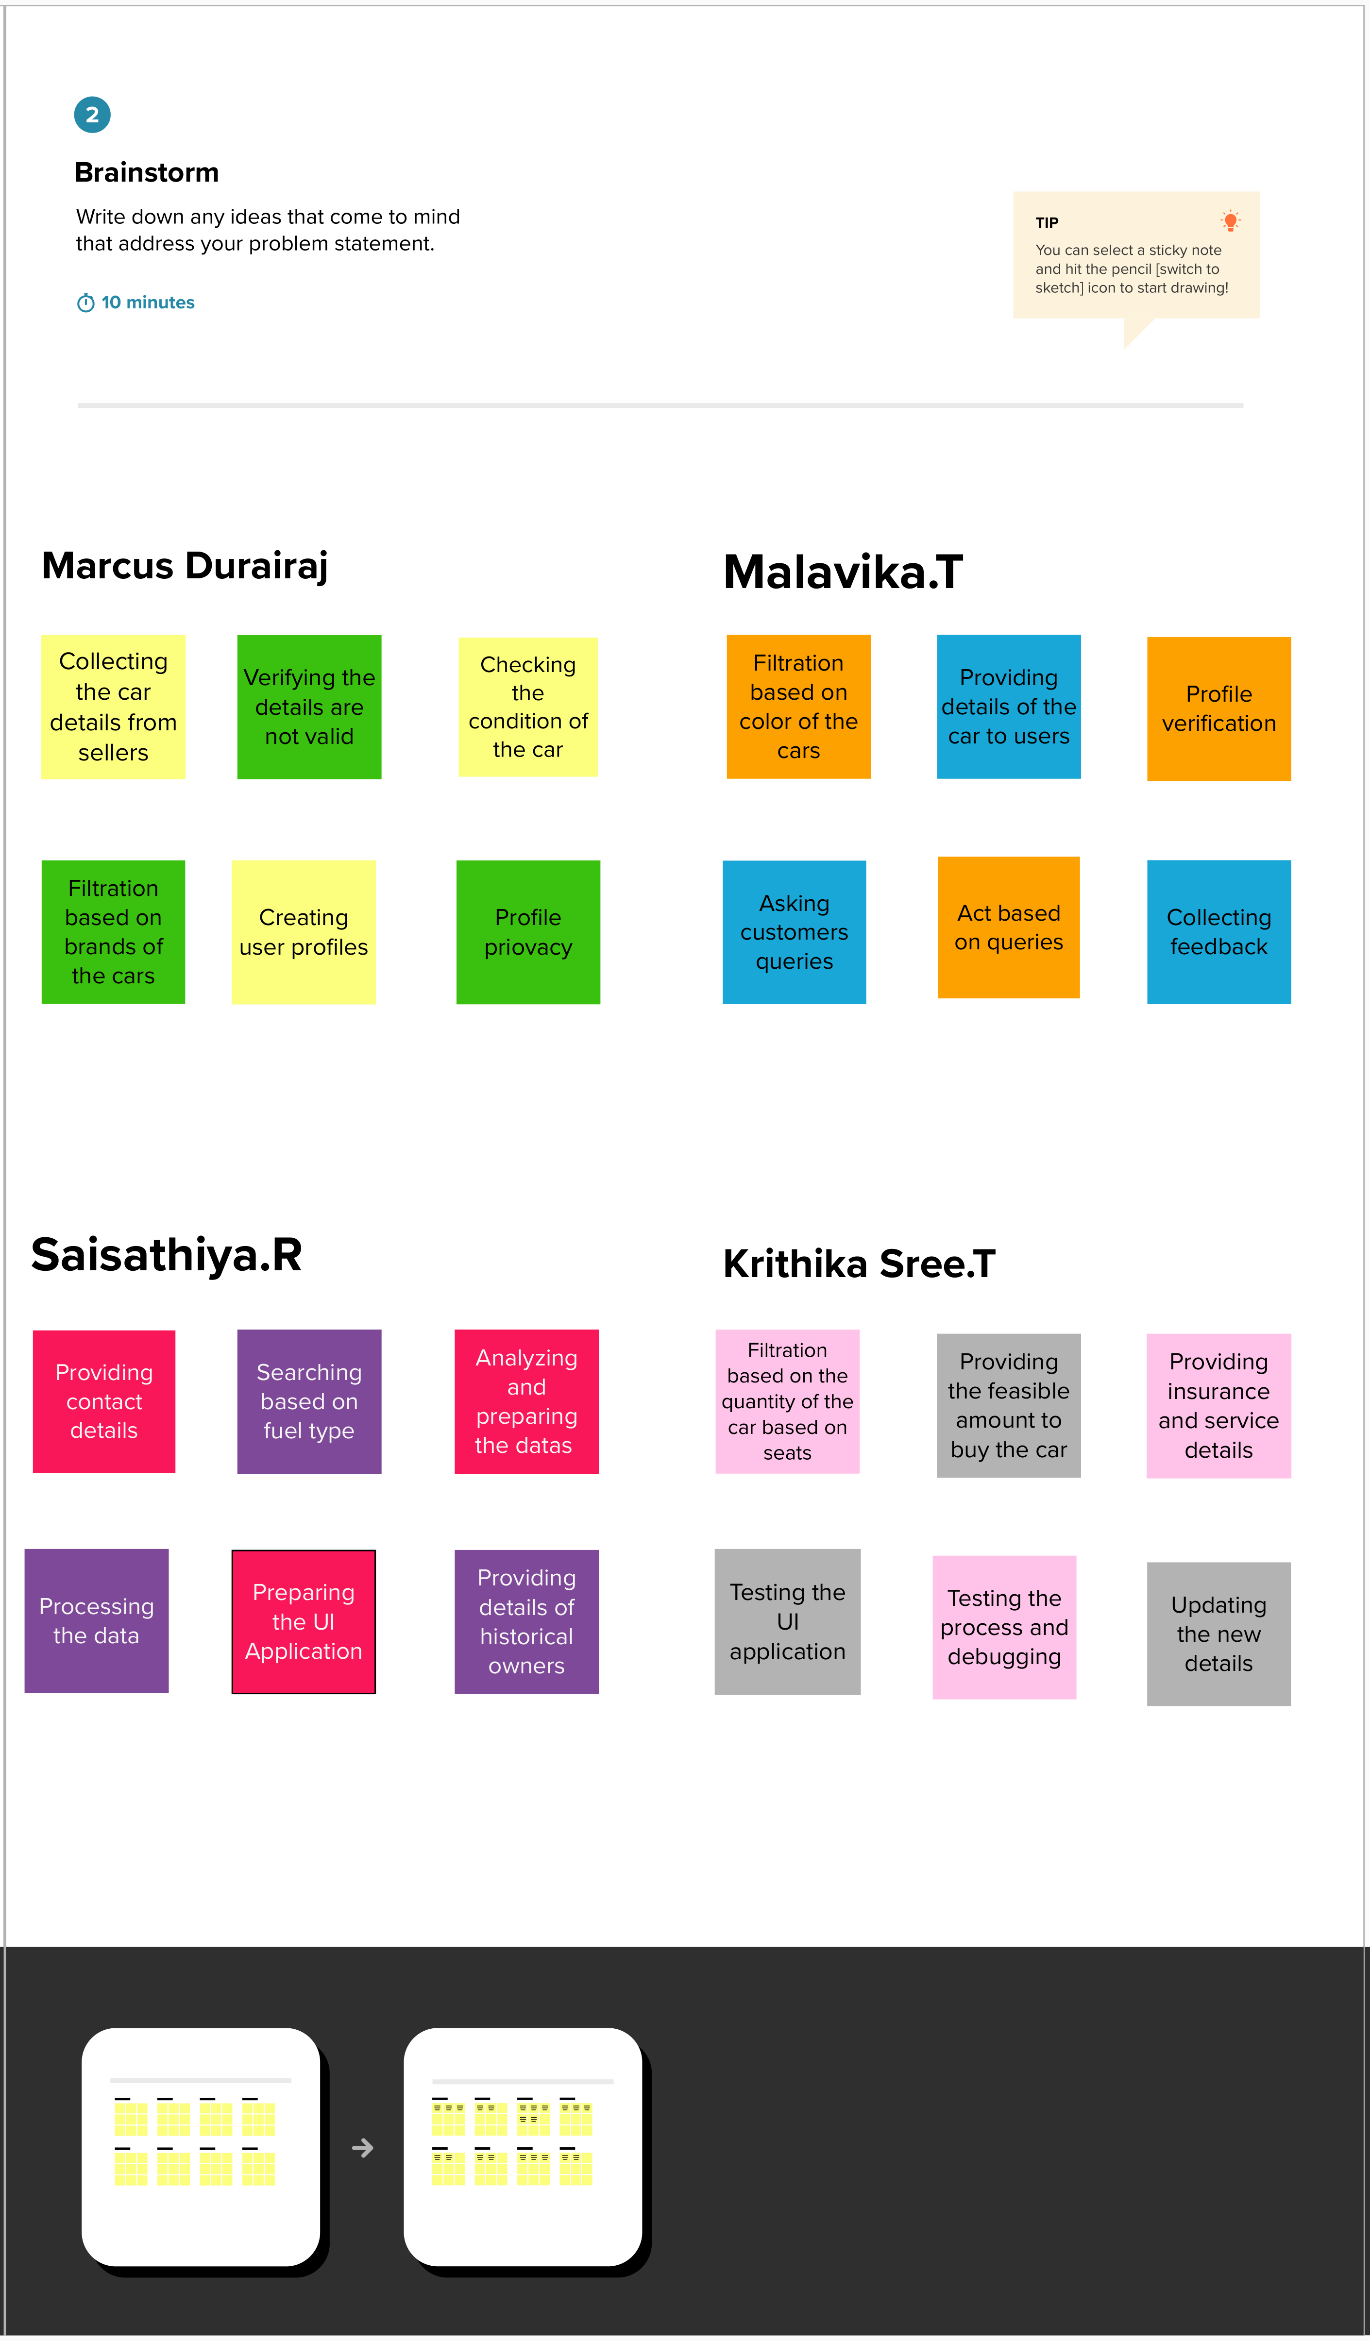 2
Brainstorm
Write down any ideas that come to mind
that address your problem statement.
10 minutes
TIP
You can select a sticky note
and hit the pencil [switch to
sketch] icon to start drawing!
Marcus Durairaj
Collecting
the car
details from
sellers
Verifying the
details are
not valid
Checking
the
condition of
the car
Filtration
based on
brands of
the cars
Creating
user profiles
Profile
priovacy
Malavika.T
Filtration
based on
color of the
cars
Providing
details of the
car to users
Profile
verification
Asking
customers
queries
Act based
on queries
Collecting
feedback
Saisathiya.R
Providing
contact
details
Searching
based on
fuel type
Analyzing
and
preparing
the datas
Processing
the data
Preparing
the UI
Application
Providing
details of
historical
owners
Krithika Sree.T
Filtration
based on the
quantity of the
car based on
seats
Providing
the feasible
amount to
buy the car
Providing
insurance
and service
details
Testing the
UI
application
Testing the
process and
debugging
Updating
the new
details